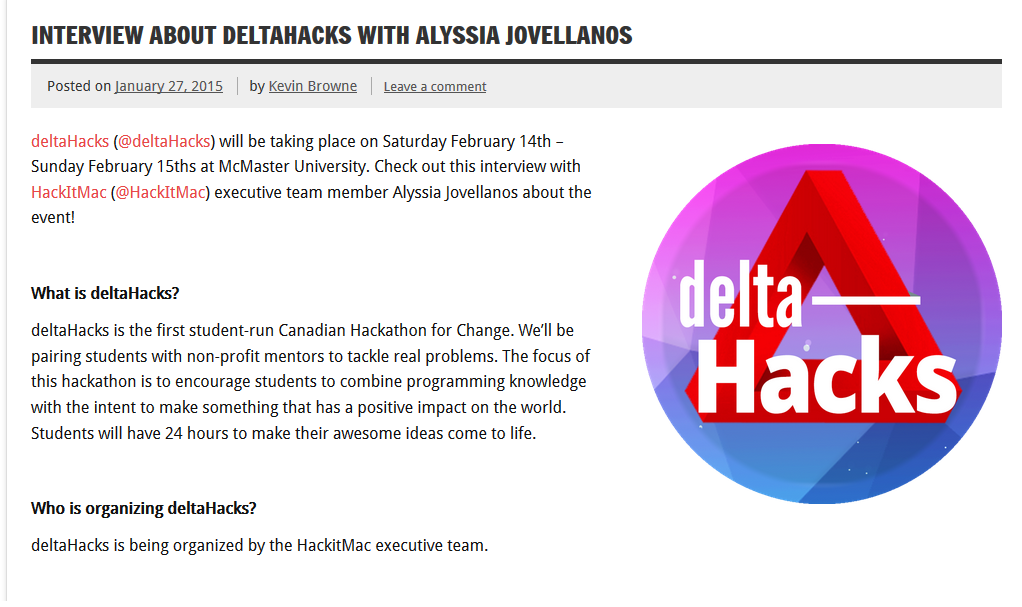 INTERVIEW ABOUT DELTAHACKS WITH ALYSSIA JOVELLANOS
Posted on January 27, 2015 by Kevin Browne Leave a comment
deltaHacks (@deltaHacks) will be taking place on Saturday February 14th –
Sunday February 15ths at McMaster University. Check out this interview with
HackItMac (@HackItMac) executive team member Alyssia Jovellanos about the
event!
delta
Hacks
What is deltaHacks?
deltaHacks is the first student-run Canadian Hackathon for Change. We’ll be
pairing students with non-profit mentors to tackle real problems. The focus of
this hackathon is to encourage students to combine programming knowledge
with the intent to make something that has a positive impact on the world.
Students will have 24 hours to make their awesome ideas come to life.
Who is organizing deltaHacks?
deltaHacks is being organized by the HackitMac executive team.